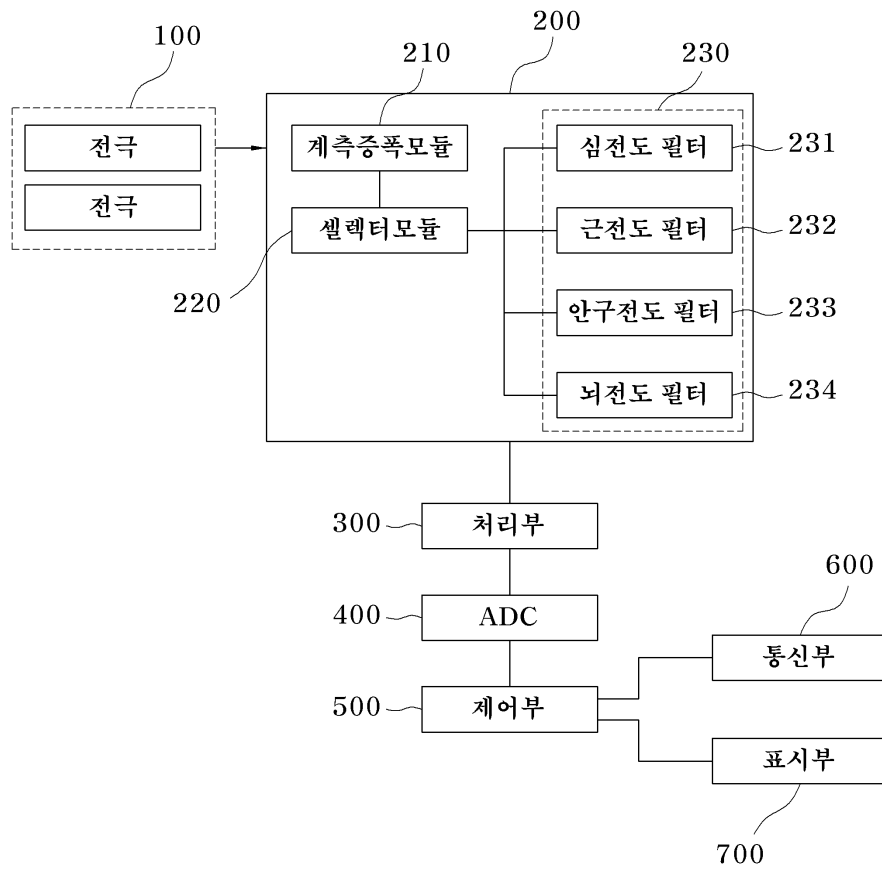 100
200
210
230
전극
계측증폭모듈
심전도 필터
231
전극
셀렉터모듈
근전도 필터
232
220
안구전도 필터
233
뇌전도 필터
234
300
처리부
600
400
ADC
통신부
500
제어부
표시부
700